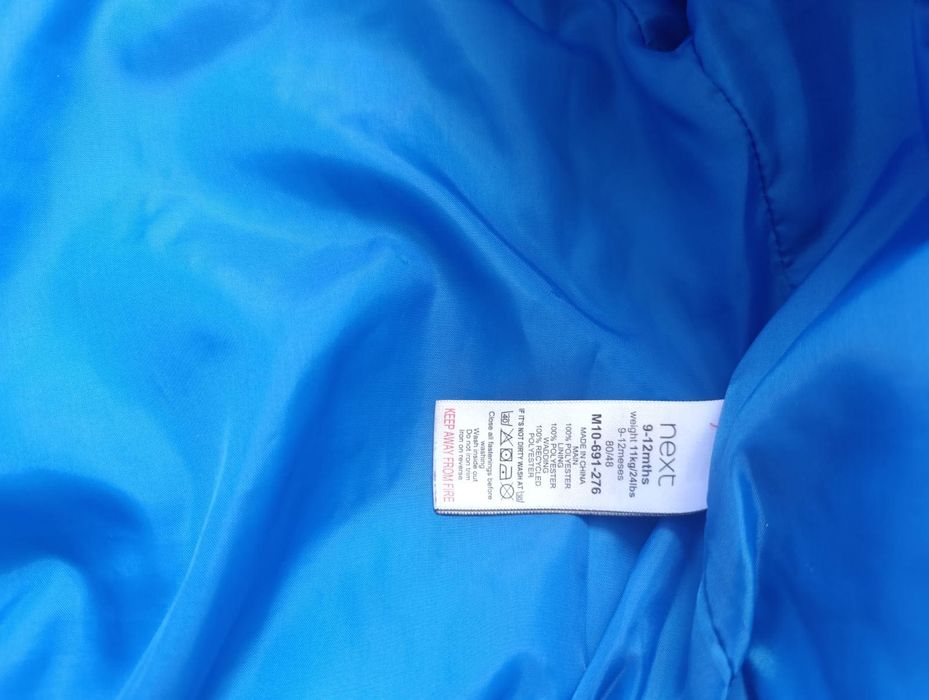 next
9-12mths
weight 11kg/24lbs
9-12meses
80/48
M10-691-276
MADE IN CHINA
MAIN
100% POLYESTER
LINING
100% POLYESTER
WADDING
100% RECYCLED
POLYESTER
IF IT'S NOT DIRTY WASH AT 30
40
Close all fastenings before
washing
Wash inside out
Do not iron trim
Iron on reverse
KEEP AWAY FROM FIRE